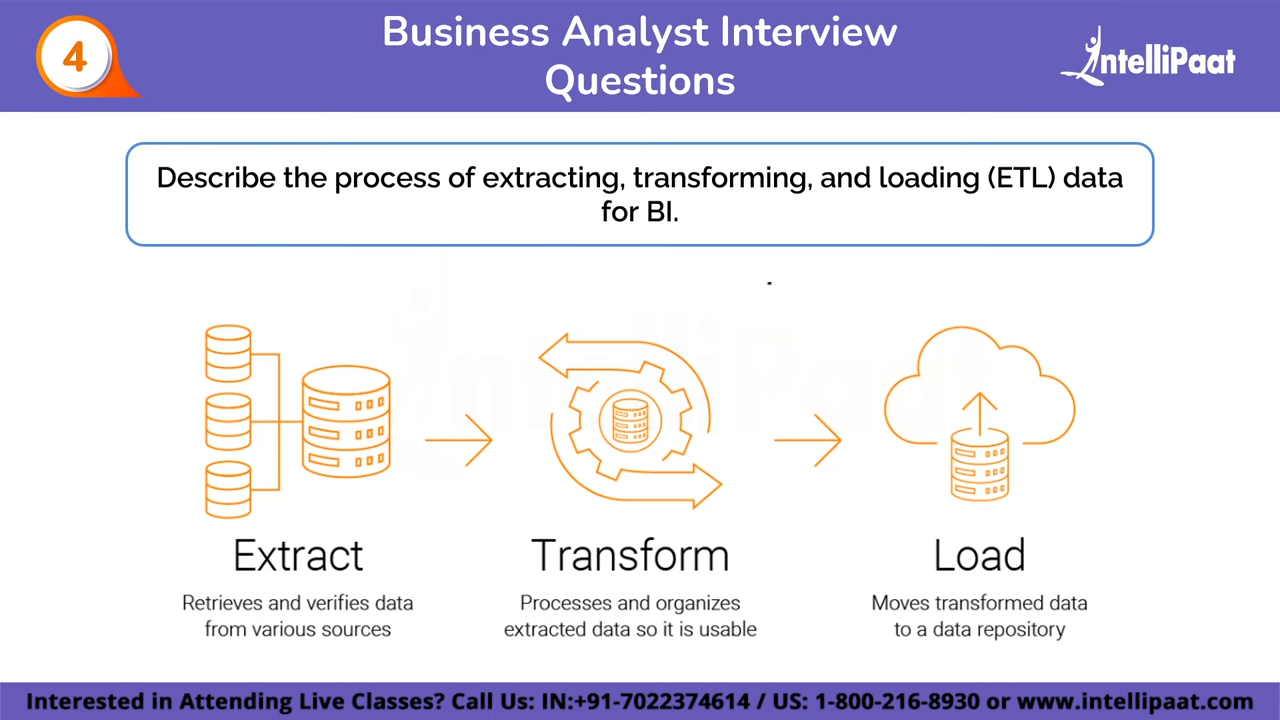 4
Business Analyst Interview
Questions
IntelliPaat
Describe the process of extracting, transforming, and loading (ETL) data
for BI.
Extract
Retrieves and verifies data
from various sources
Transform
Processes and organizes
extracted data so it is usable
Load
Moves transformed data
to a data repository
Interested in Attending Live Classes? Call Us: IN:+91-7022374614 / US: 1-800-216-8930 or www.intellipaat.com